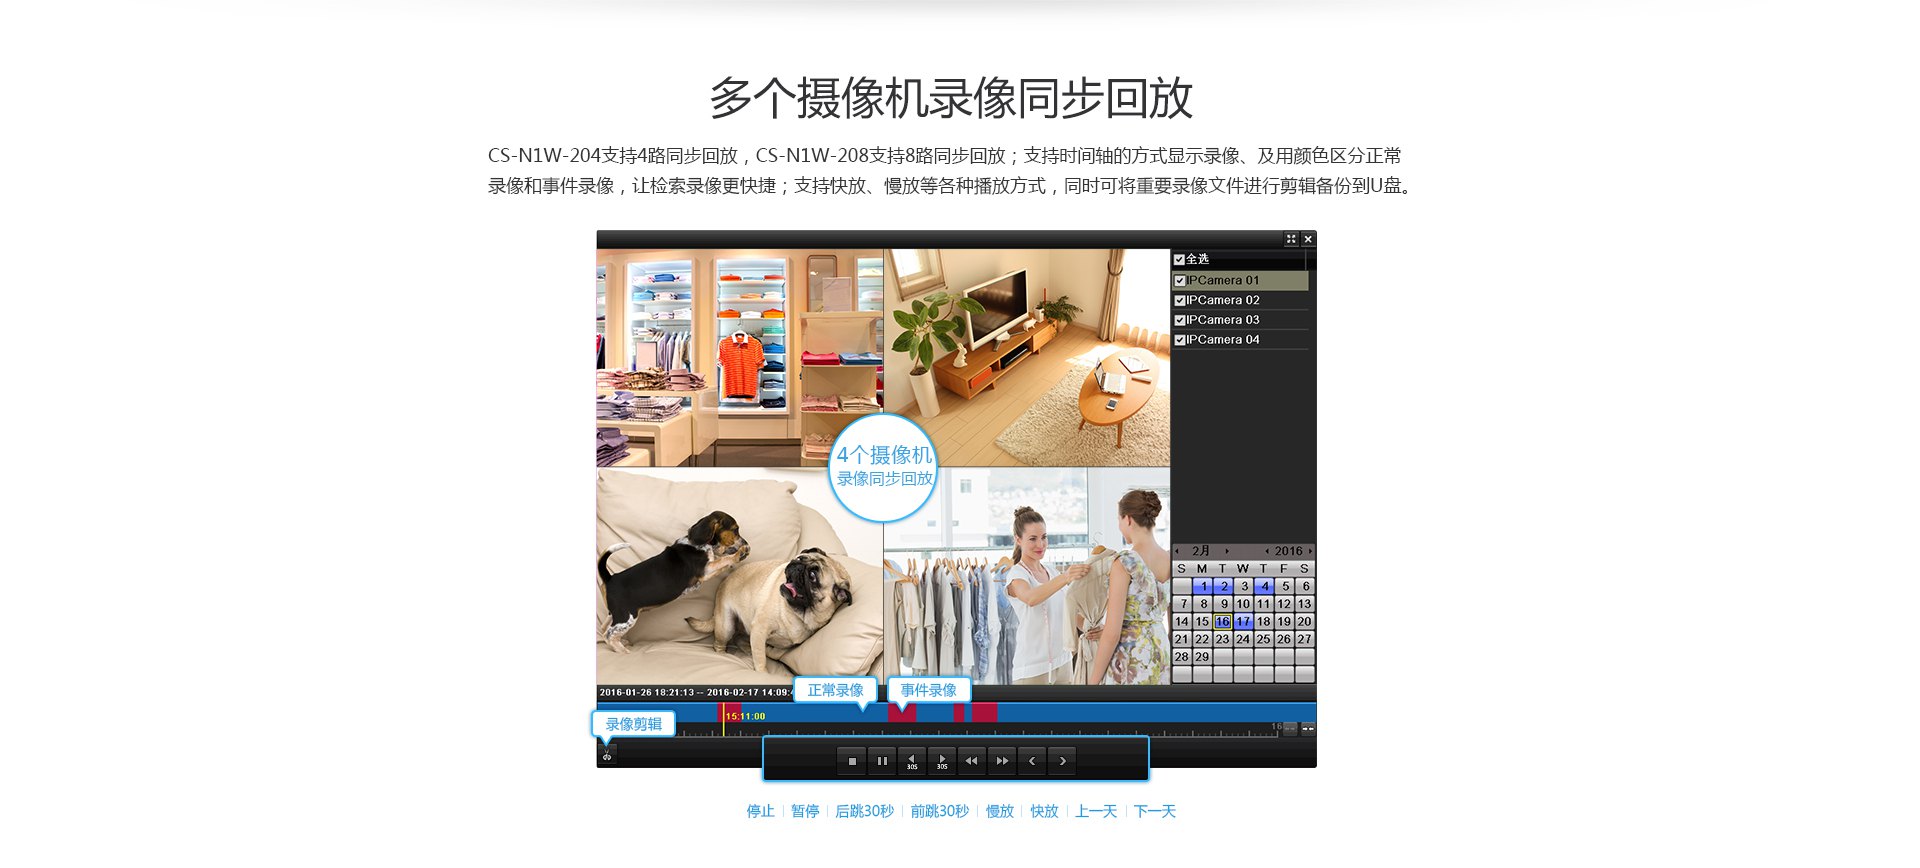 多个摄像机录像同步回放
CS-N1W-204支持4路同步回放，CS-N1W-208支持8路同步回放；支持时间轴的方式显示录像、及用颜色区分正常
录像和事件录像，让检索录像更快捷；支持快放、慢放等各种播放方式，同时可将重要录像文件进行剪辑备份到U盘。
全选
IPCamera 01
IPCamera 02
IPCamera 03
IPCamera 04
4个摄像机
录像同步回放
2月 2016
S M T W T F S
1 2 3 4 5 6
7 8 9 10 11 12 13
14 15 16 17 18 19 20
21 22 23 24 25 26 27
28 29
2016-01-26 18:21:13 -- 2016-02-17 14:09:
正常录像
事件录像
15:11:00
录像剪辑
16
30S 30S
停止 暂停 后跳30秒 前跳30秒 慢放 快放 上一天 下一天